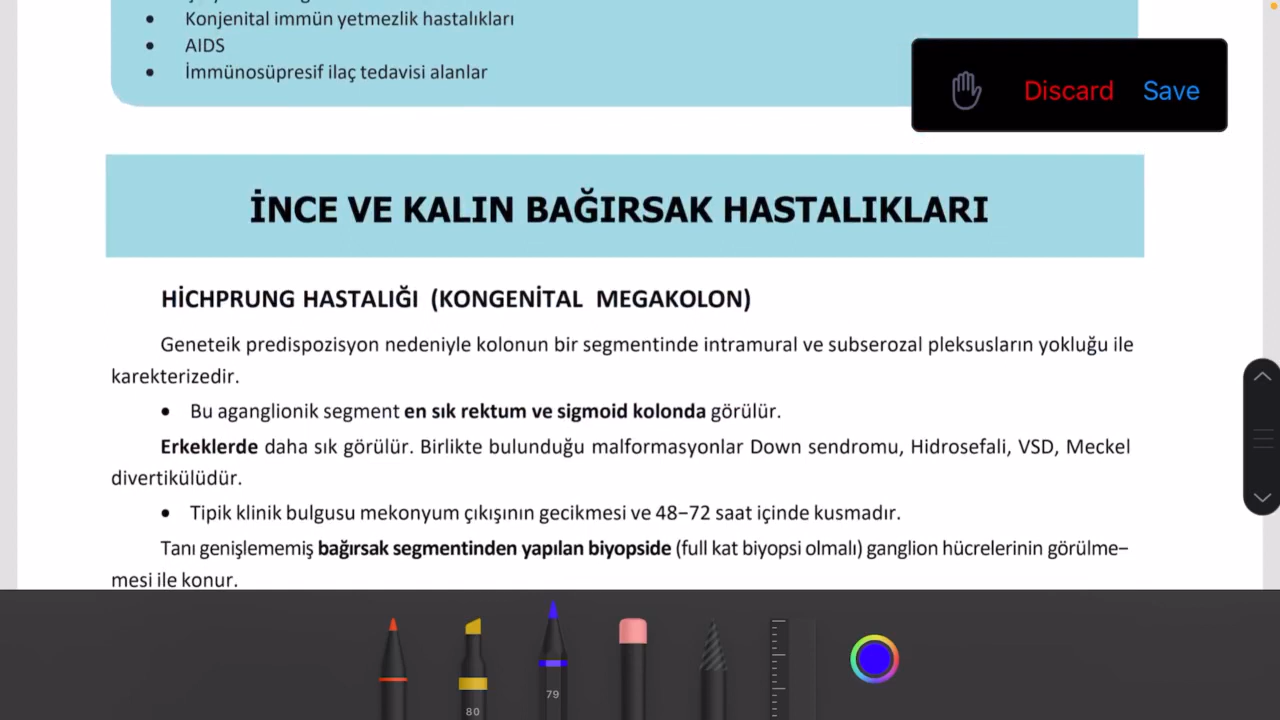 Konjenital immün yetmezlik hastalıkları
AIDS
İmmünosüpresif ilaç tedavisi alanlar
Discard Save
İNCE VE KALIN BAĞIRSAK HASTALIKLARI
HİCHPRUNG HASTALIĞI (KONGENİTAL MEGAKOLON)
Geneteik predispozisyon nedeniyle kolonun bir segmentinde intramural ve subserozal pleksusların yokluğu ile
karekterizedir.
• Bu aganglionik segment en sık rektum ve sigmoid kolonda görülür.
Erkeklerde daha sık görülür. Birlikte bulunduğu malformasyonlar Down sendromu, Hidrosefali, VSD, Meckel
divertikülüdür.
• Tipik klinik bulgusu mekonyum çıkışının gecikmesi ve 48–72 saat içinde kusmadır.
Tanı genişlememiş bağırsak segmentinden yapılan biyopside (full kat biyopsi olmalı) ganglion hücrelerinin görülme–
mesi ile konur.
79
80